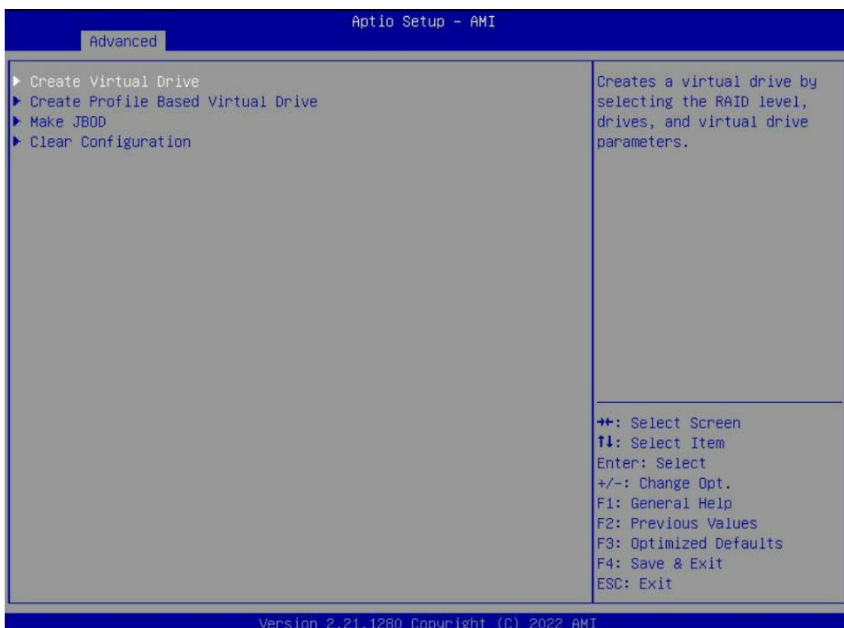 Aptio Setup - AMI
Advanced
Create Virtual Drive
Create Profile Based Virtual Drive
Make JBOD
Clear Configuration
Creates a virtual drive by
selecting the RAID level,
drives, and virtual drive
parameters.
→←: Select Screen
↑↓: Select Item
Enter: Select
+/-: Change Opt.
F1: General Help
F2: Previous Values
F3: Optimized Defaults
F4: Save & Exit
ESC: Exit
Version 2.21.1280 Copyright (C) 2022 AMI